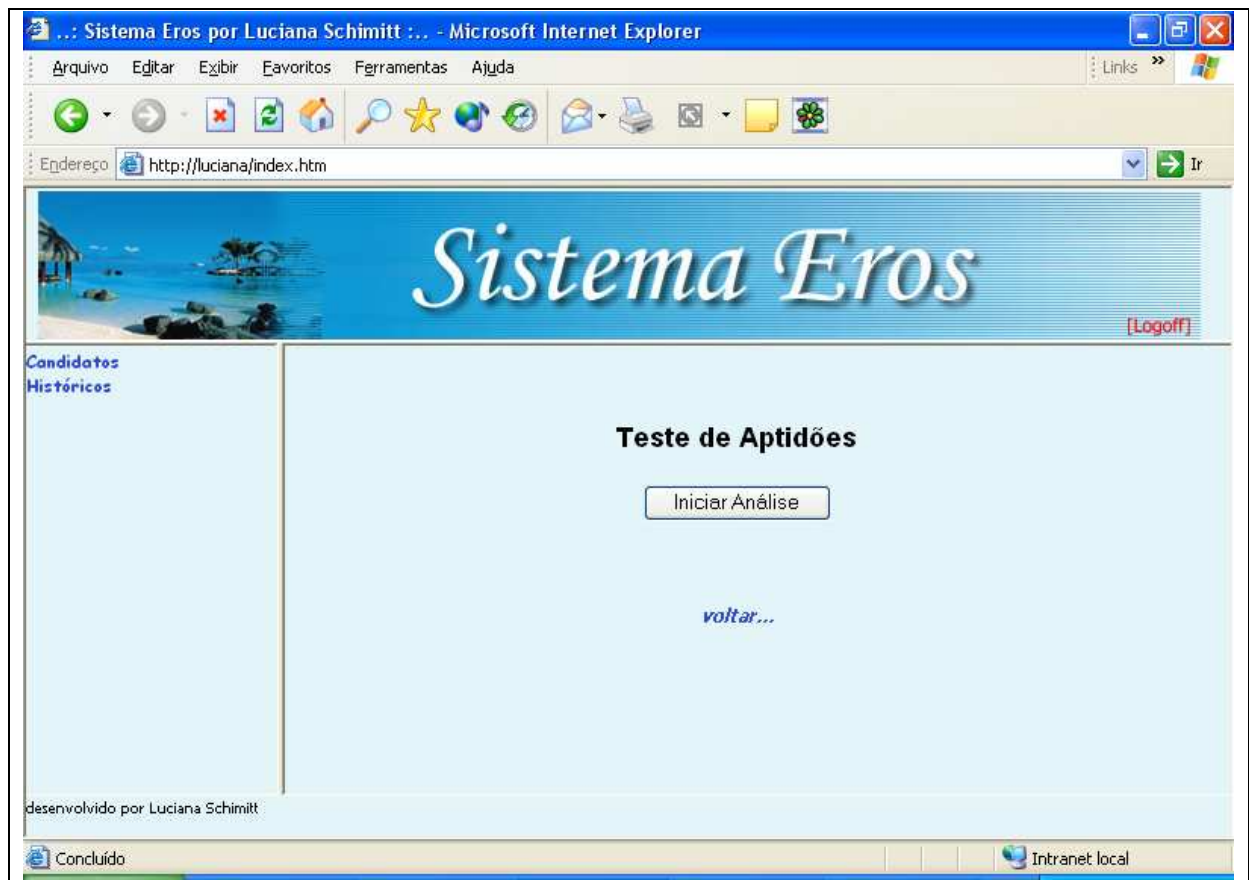 ..: Sistema Eros por Luciana Schimitt :.. - Microsoft Internet Explorer
Arquivo Editar Exibir Favoritos Ferramentas Ajuda Links »
Endereço http://luciana/index.htm Ir
Sistema Eros
[Logoff]
Candidatos
Históricos
Teste de Aptidões
Iniciar Análise
voltar...
desenvolvido por Luciana Schimitt
Concluído Intranet local